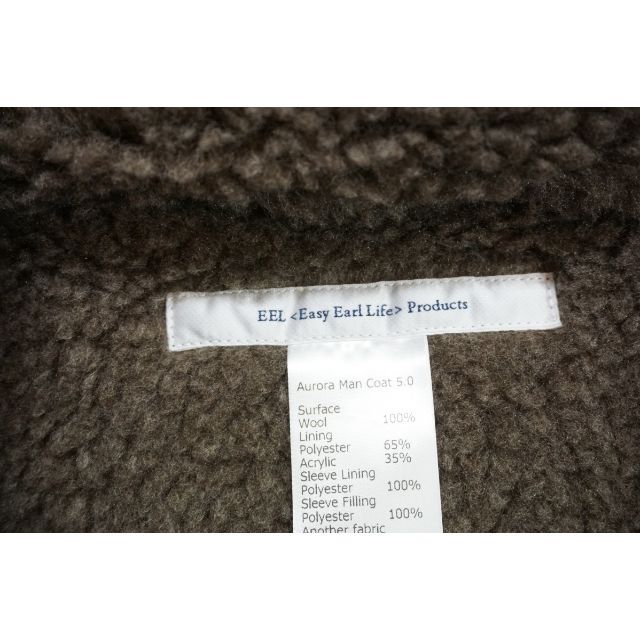 EEL <Easy Earl Life> Products
Aurora Man Coat 5.0
Surface
Wool 100%
Lining
Polyester 65%
Acrylic 35%
Sleeve Lining
Polyester 100%
Sleeve Filling
Polyester 100%
Another fabric